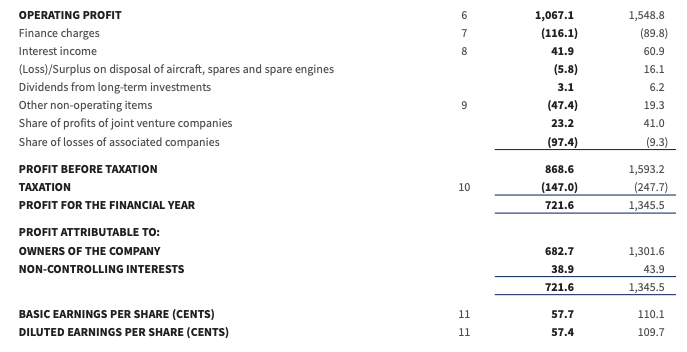 OPERATING PROFIT 6 1,067.1 1,548.8
Finance charges 7 (116.1) (89.8)
Interest income 8 41.9 60.9
(Loss)/Surplus on disposal of aircraft, spares and spare engines (5.8) 16.1
Dividends from long-term investments 3.1 6.2
Other non-operating items 9 (47.4) 19.3
Share of profits of joint venture companies 23.2 41.0
Share of losses of associated companies (97.4) (9.3)
PROFIT BEFORE TAXATION 868.6 1,593.2
TAXATION 10 (147.0) (247.7)
PROFIT FOR THE FINANCIAL YEAR 721.6 1,345.5
PROFIT ATTRIBUTABLE TO:
OWNERS OF THE COMPANY 682.7 1,301.6
NON-CONTROLLING INTERESTS 38.9 43.9
721.6 1,345.5
BASIC EARNINGS PER SHARE (CENTS) 11 57.7 110.1
DILUTED EARNINGS PER SHARE (CENTS) 11 57.4 109.7